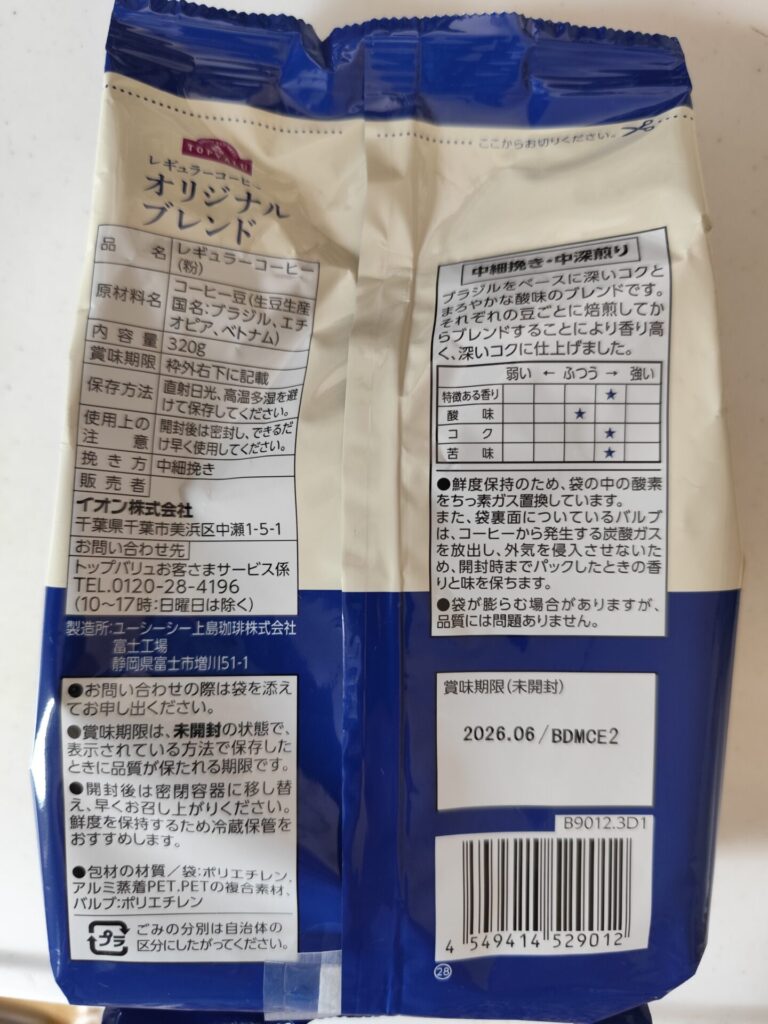 ここからお切りください。
TOPVALU
レギュラーコーヒー
オリジナル
ブレンド
品名 レギュラーコーヒー
(粉)
原材料名 コーヒー豆(生豆生産
国名:ブラジル、エチ
オピア、ベトナム)
内容量 320g
賞味期限 枠外右下に記載
保存方法 直射日光、高温多湿を避
けて保存してください。
使用上の注意 開封後は密封し、できるだ
け早く使用してください。
挽き方 中細挽き
販売者
イオン株式会社
千葉県千葉市美浜区中瀬1-5-1
お問い合わせ先
トップバリュお客さまサービス係
TEL.0120-28-4196
(10〜17時:日曜日は除く)
製造所:ユーシーシー上島珈琲株式会社
富士工場
静岡県富士市増川51-1
●お問い合わせの際は袋を添え
てお申し出ください。
●賞味期限は、未開封の状態で、
表示されている方法で保存した
ときに品質が保たれる期限です。
●開封後は密閉容器に移し替
え、早くお召し上がりください。
鮮度を保持するため冷蔵保管を
おすすめします。
●包材の材質/袋:ポリエチレン、
アルミ蒸着PET、PETの複合素材、
バルブ:ポリエチレン
プラ
ごみの分別は自治体の
区分にしたがってください。
中細挽き・中深煎り
ブラジルをベースに深いコクと
まろやかな酸味のブレンドです。
それぞれの豆ごとに焙煎してか
らブレンドすることにより香り高
く、深いコクに仕上げました。
弱い ← ふつう → 強い
特徴ある香り ★
酸味 ★
コク ★
苦味 ★
●鮮度保持のため、袋の中の酸素
をちっ素ガス置換しています。
また、袋裏面についているバルブ
は、コーヒーから発生する炭酸ガス
を放出し、外気を侵入させないた
め、開封時までパックしたときの香
りと味を保ちます。
●袋が膨らむ場合がありますが、
品質には問題ありません。
賞味期限(未開封)
2026.06/BDMCE2
B9012.3D1
4 549414 529012
28